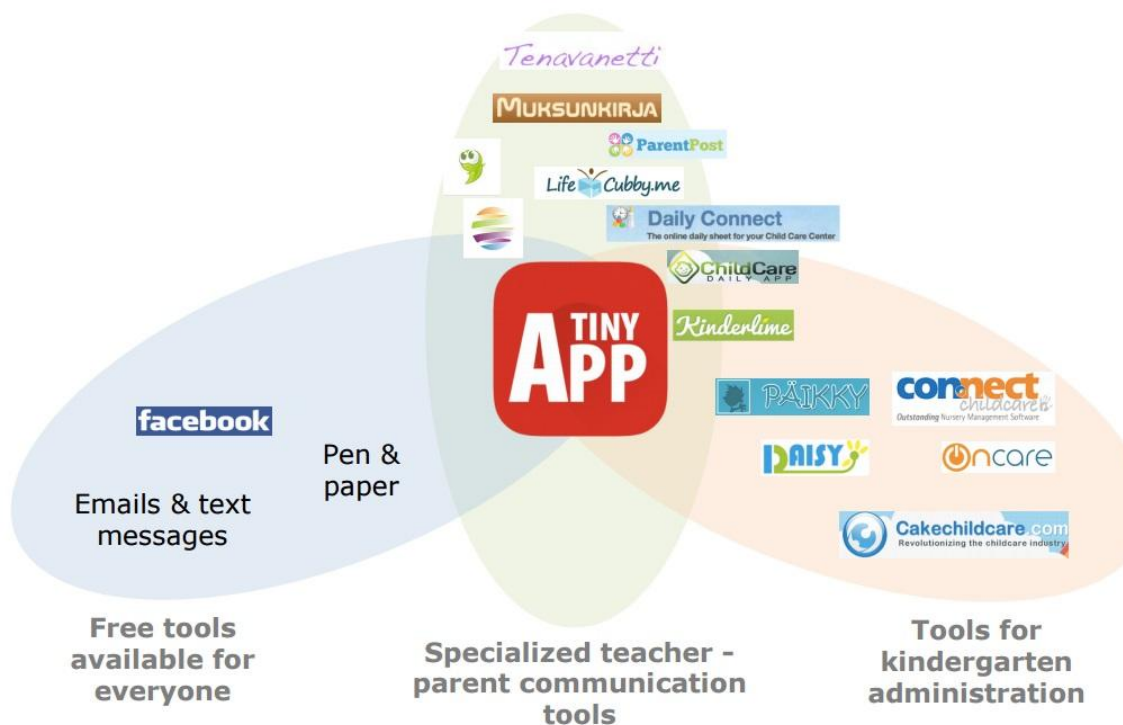 Tenavanetti
MUKSUNKIRJA
ParentPost
Life Cubby.me
Daily Connect
The online daily sheet for your Child Care Center
ChildCare
DAILY APP
Kinderlime
A TINY
APP
PÄIKKY
connect
childcare
Outstanding Nursery Management Software
DAISY
Oncare
Cakechildcare.com
Revolutionizing the childcare industry
facebook
Pen &
paper
Emails & text
messages
Free tools
available for
everyone
Specialized teacher -
parent communication
tools
Tools for
kindergarten
administration